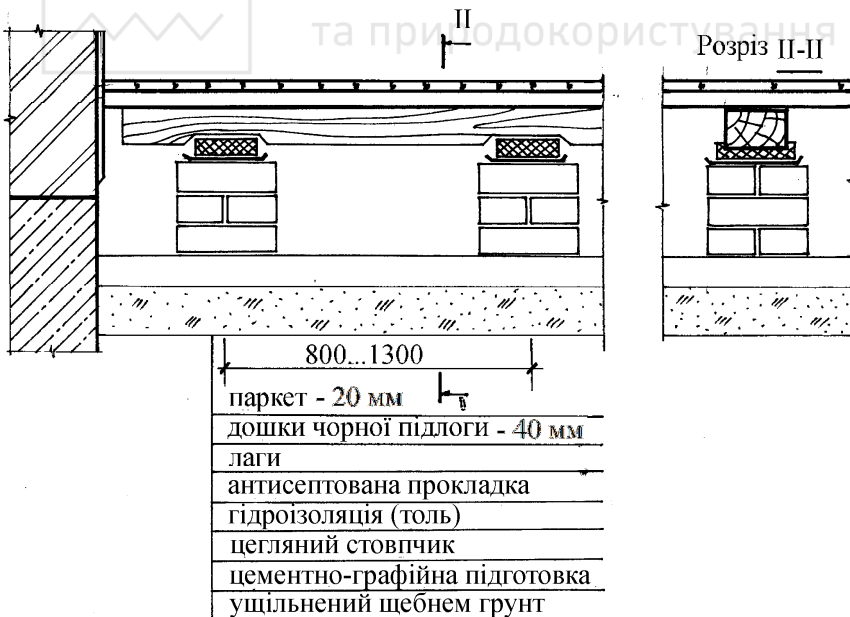 та природокористування
II
Розріз II-II
800...1300
паркет - 20 мм
дошки чорної підлоги - 40 мм
лаги
антисептована прокладка
гідроізоляція (толь)
цегляний стовпчик
цементно-графійна підготовка
ущільнений щебнем грунт